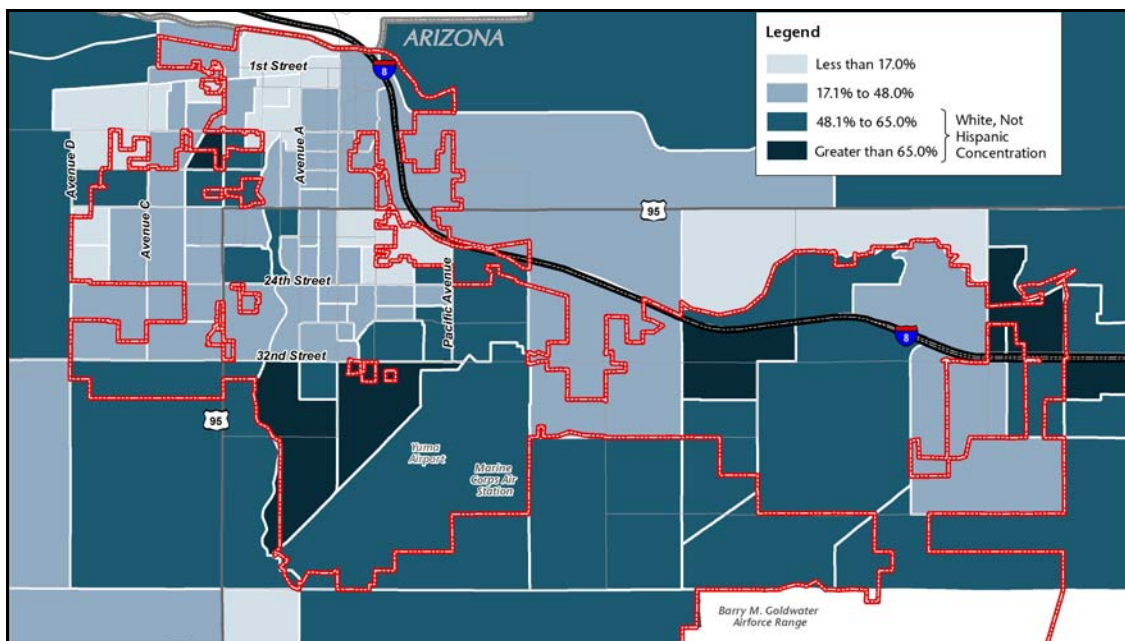 ARIZONA
8
1st Street
Avenue D
Avenue C
Avenue A
95
24th Street
Pacific Avenue
8
32nd Street
95
Yuma
Airport
Marine
Corps Air
Station
Barry M. Goldwater
Airforce Range
Legend
Less than 17.0%
17.1% to 48.0%
48.1% to 65.0%
Greater than 65.0%
White, Not
Hispanic
Concentration